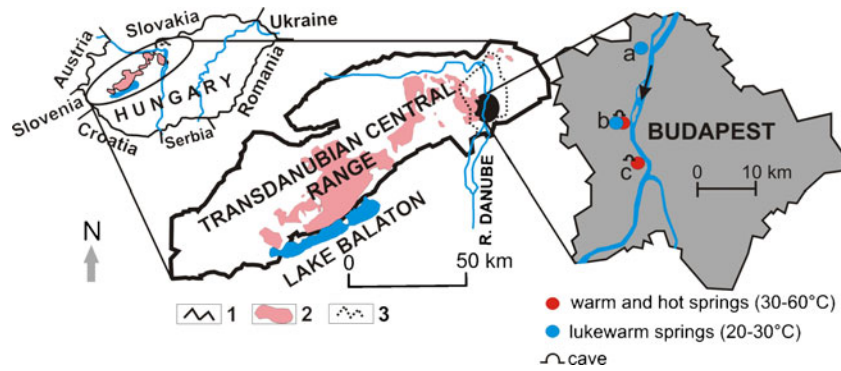 Slovakia
Ukraine
Austria
HUNGARY
Romania
Slovenia
Croatia
Serbia
TRANSDANUBIAN CENTRAL
RANGE
LAKE BALATON
R. DANUBE
N
0 50 km
1 2 3
a
b
BUDAPEST
c
0 10 km
warm and hot springs (30-60°C)
lukewarm springs (20-30°C)
cave